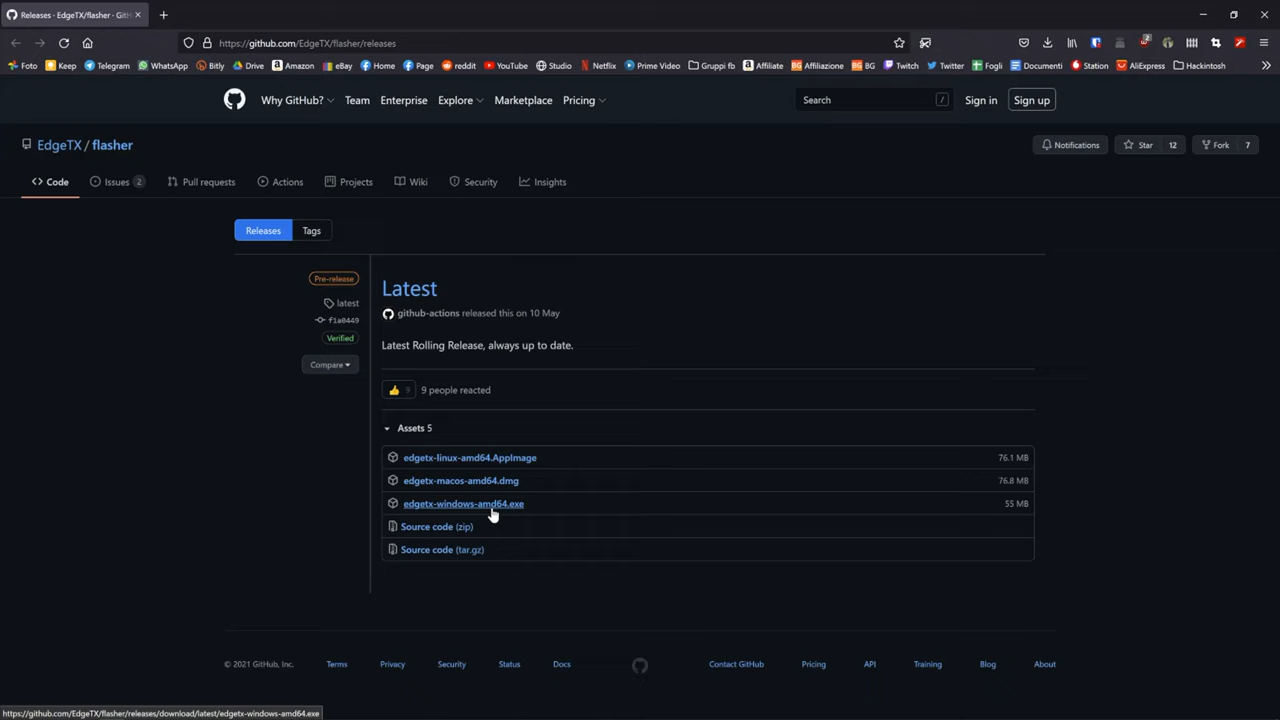 Releases · EdgeTX/flasher · GitH
https://github.com/EdgeTX/flasher/releases
2
Foto Keep Telegram WhatsApp Bitly Drive Amazon eBay Home Page reddit YouTube Studio Netflix Prime Video Gruppi fb Affiliate Affiliazione BG Twitch Twitter Fogli Documenti Station AliExpress Hackintosh
Why GitHub? Team Enterprise Explore Marketplace Pricing Search / Sign in Sign up
EdgeTX / flasher
Notifications Star 12 Fork 7
Code Issues 2 Pull requests Actions Projects Wiki Security Insights
Releases Tags
Pre-release
latest
f1a0449
Verified
Compare
Latest
github-actions released this on 10 May
Latest Rolling Release, always up to date.
9 9 people reacted
Assets 5
edgetx-linux-amd64.AppImage 76.1 MB
edgetx-macos-amd64.dmg 76.8 MB
edgetx-windows-amd64.exe 55 MB
Source code (zip)
Source code (tar.gz)
© 2021 GitHub, Inc. Terms Privacy Security Status Docs Contact GitHub Pricing API Training Blog About
https://github.com/EdgeTX/flasher/releases/download/latest/edgetx-windows-amd64.exe